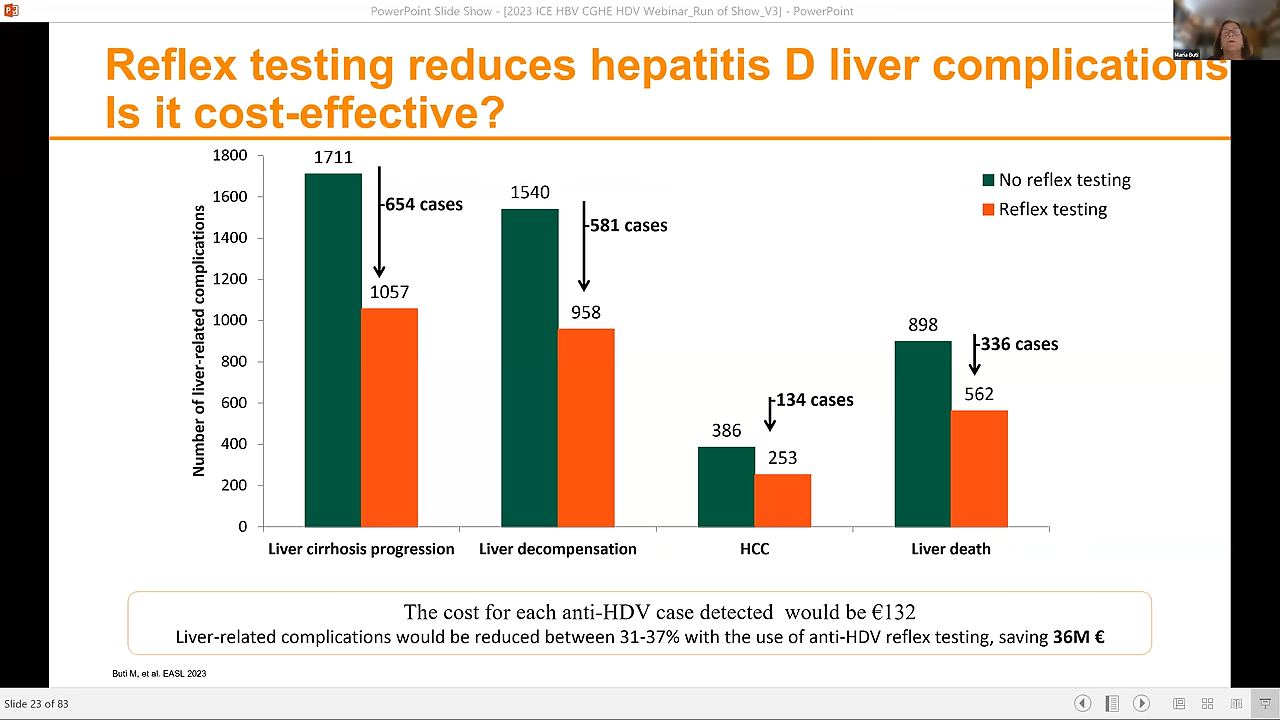 PowerPoint Slide Show - [2023 ICE HBV CGHE HDV Webinar_Run of Show_V3] - PowerPoint
Maria Buti
Reflex testing reduces hepatitis D liver complications
Is it cost-effective?
Number of liver-related complications
1800
1600
1400
1200
1000
800
600
400
200
0
1711
-654 cases
1057
1540
-581 cases
958
386
-134 cases
253
898
-336 cases
562
No reflex testing
Reflex testing
Liver cirrhosis progression
Liver decompensation
HCC
Liver death
The cost for each anti-HDV case detected would be €132
Liver-related complications would be reduced between 31-37% with the use of anti-HDV reflex testing, saving 36M €
Buti M, et al. EASL 2023
Slide 23 of 83